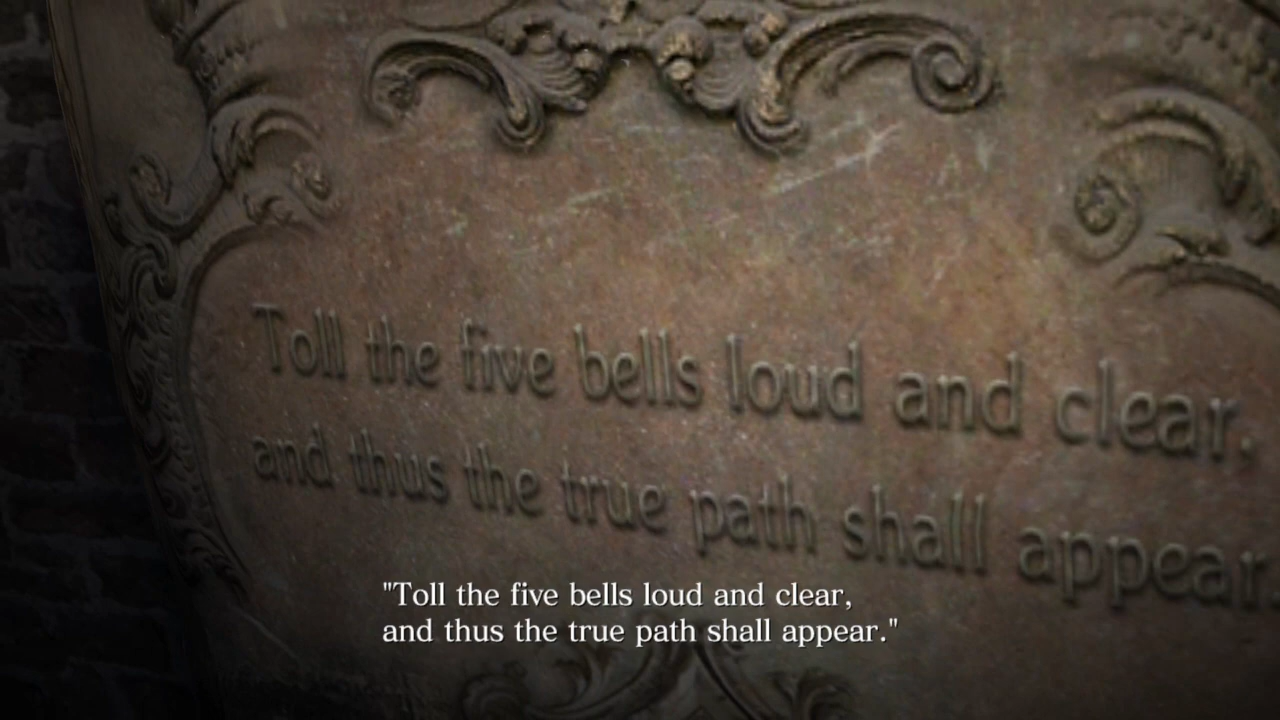 Toll the five bells loud and clear.
and thus the true path shall appear.
"Toll the five bells loud and clear,
and thus the true path shall appear."